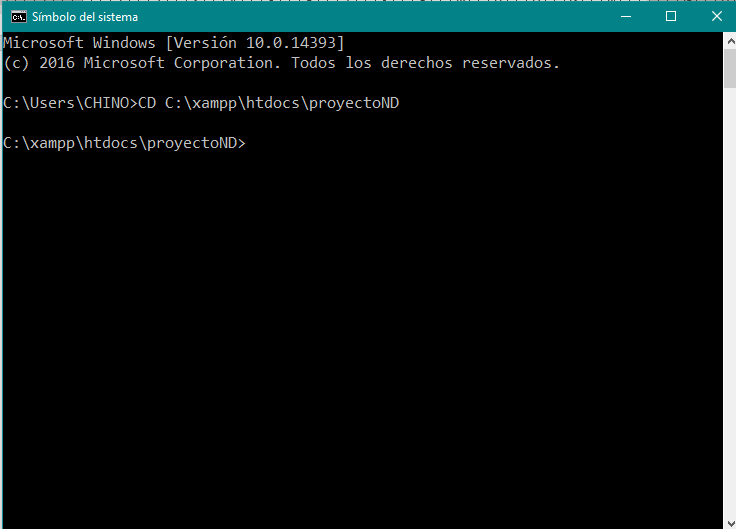 Símbolo del sistema
Microsoft Windows [Versión 10.0.14393]
(c) 2016 Microsoft Corporation. Todos los derechos reservados.
C:\Users\CHINO>CD C:\xampp\htdocs\proyectoND
C:\xampp\htdocs\proyectoND>